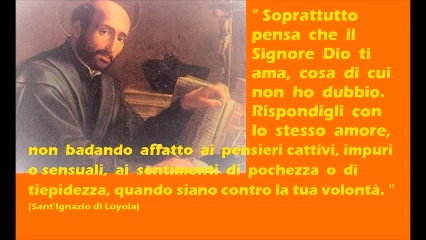 " Soprattutto
pensa che il
Signore Dio ti
ama, cosa di cui
non ho dubbio.
Rispondigli con
lo stesso amore,
non badando affatto ai pensieri cattivi, impuri
o sensuali, ai sentimenti di pochezza o di
tiepidezza, quando siano contro la tua volontà. "
(Sant'Ignazio di Loyola)